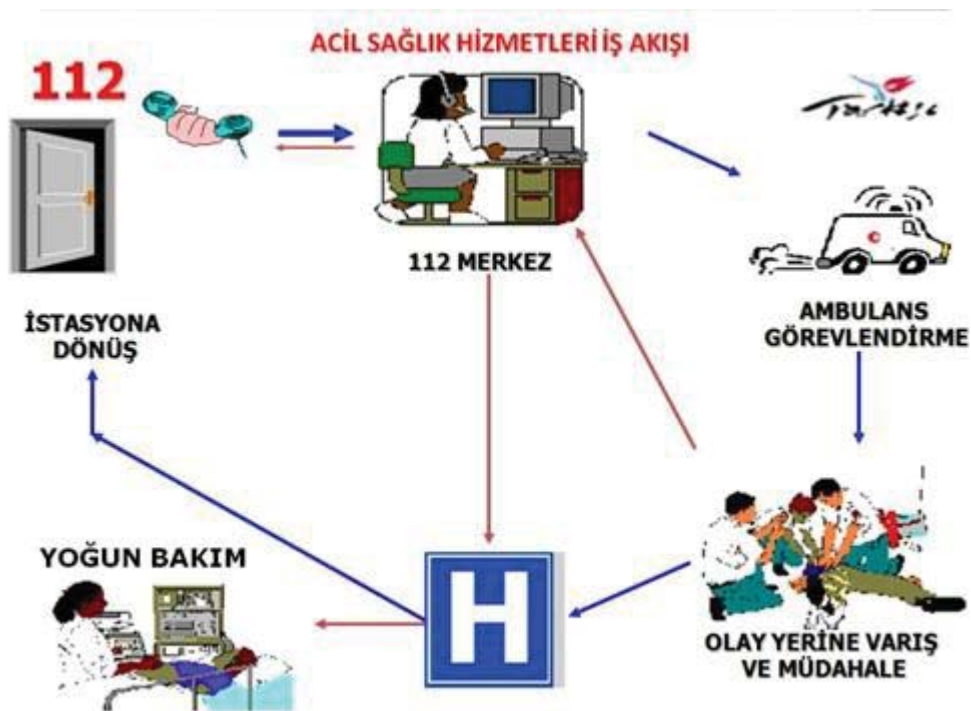 ACİL SAĞLIK HİZMETLERİ İŞ AKIŞI
112
112 MERKEZ
AMBULANS
GÖREVLENDİRME
İSTASYONA
DÖNÜŞ
YOĞUN BAKIM
H
OLAY YERİNE VARIŞ
VE MÜDAHALE